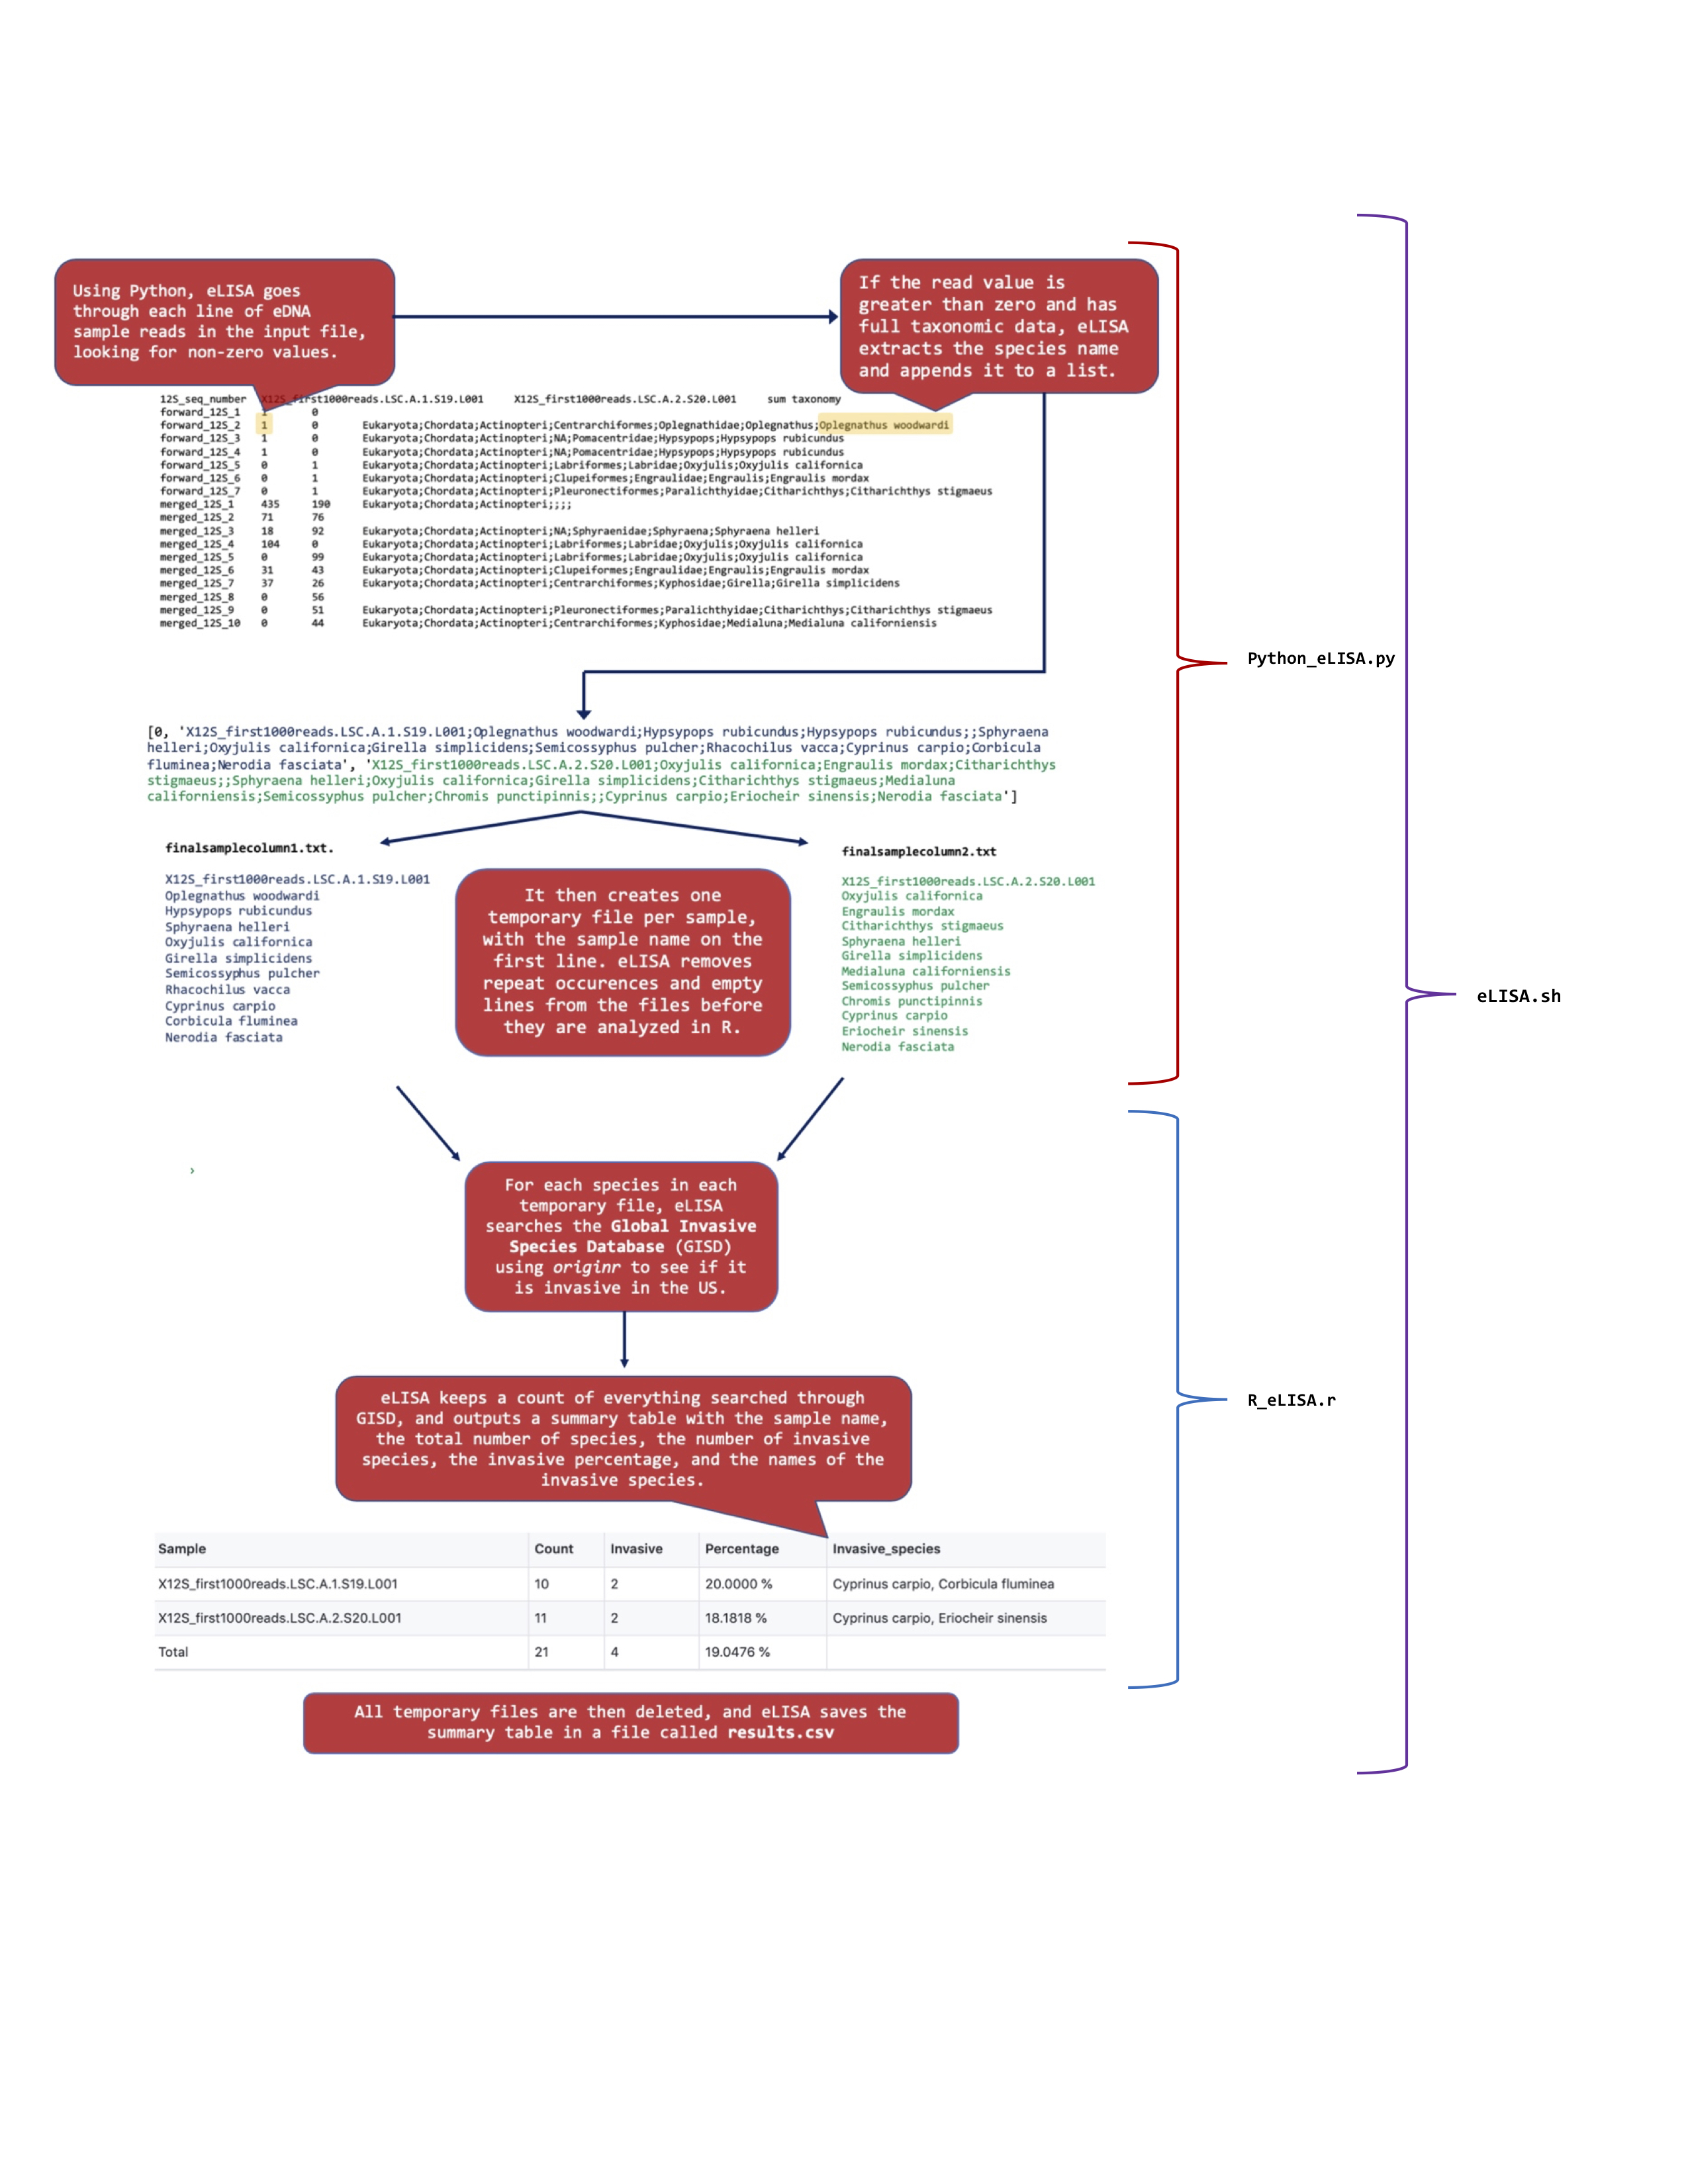 Using Python, eLISA goes
through each line of eDNA
sample reads in the input file,
looking for non-zero values.
If the read value is
greater than zero and has
full taxonomic data, eLISA
extracts the species name
and appends it to a list.
12S_seq_number X12S_first1000reads.LSC.A.1.S19.L001 X12S_first1000reads.LSC.A.2.S20.L001 sum taxonomy
forward_12S_1 1 0
forward_12S_2 1 0 Eukaryota;Chordata;Actinopteri;Centrarchiformes;Oplegnathidae;Oplegnathus;Oplegnathus woodwardi
forward_12S_3 1 0 Eukaryota;Chordata;Actinopteri;NA;Pomacentridae;Hypsypops;Hypsypops rubicundus
forward_12S_4 1 0 Eukaryota;Chordata;Actinopteri;NA;Pomacentridae;Hypsypops;Hypsypops rubicundus
forward_12S_5 0 1 Eukaryota;Chordata;Actinopteri;Labriformes;Labridae;Oxyjulis;Oxyjulis californica
forward_12S_6 0 1 Eukaryota;Chordata;Actinopteri;Clupeiformes;Engraulidae;Engraulis;Engraulis mordax
forward_12S_7 0 1 Eukaryota;Chordata;Actinopteri;Pleuronectiformes;Paralichthyidae;Citharichthys;Citharichthys stigmaeus
merged_12S_1 435 190 Eukaryota;Chordata;Actinopteri;;;;
merged_12S_2 71 76
merged_12S_3 18 92 Eukaryota;Chordata;Actinopteri;NA;Sphyraenidae;Sphyraena;Sphyraena helleri
merged_12S_4 104 0 Eukaryota;Chordata;Actinopteri;Labriformes;Labridae;Oxyjulis;Oxyjulis californica
merged_12S_5 0 99 Eukaryota;Chordata;Actinopteri;Labriformes;Labridae;Oxyjulis;Oxyjulis californica
merged_12S_6 31 43 Eukaryota;Chordata;Actinopteri;Clupeiformes;Engraulidae;Engraulis;Engraulis mordax
merged_12S_7 37 26 Eukaryota;Chordata;Actinopteri;Centrarchiformes;Kyphosidae;Girella;Girella simplicidens
merged_12S_8 0 56
merged_12S_9 0 51 Eukaryota;Chordata;Actinopteri;Pleuronectiformes;Paralichthyidae;Citharichthys;Citharichthys stigmaeus
merged_12S_10 0 44 Eukaryota;Chordata;Actinopteri;Centrarchiformes;Kyphosidae;Medialuna;Medialuna californiensis
Python_eLISA.py
[0, 'X12S_first1000reads.LSC.A.1.S19.L001;Oplegnathus woodwardi;Hypsypops rubicundus;Hypsypops rubicundus;;Sphyraena
helleri;Oxyjulis californica;Girella simplicidens;Semicossyphus pulcher;Rhacochilus vacca;Cyprinus carpio;Corbicula
fluminea;Nerodia fasciata', 'X12S_first1000reads.LSC.A.2.S20.L001;Oxyjulis californica;Engraulis mordax;Citharichthys
stigmaeus;;Sphyraena helleri;Oxyjulis californica;Girella simplicidens;Citharichthys stigmaeus;Medialuna
californiensis;Semicossyphus pulcher;Chromis punctipinnis;;Cyprinus carpio;Eriocheir sinensis;Nerodia fasciata']
finalsamplecolumn1.txt.
X12S_first1000reads.LSC.A.1.S19.L001
Oplegnathus woodwardi
Hypsypops rubicundus
Sphyraena helleri
Oxyjulis californica
Girella simplicidens
Semicossyphus pulcher
Rhacochilus vacca
Cyprinus carpio
Corbicula fluminea
Nerodia fasciata
It then creates one
temporary file per sample,
with the sample name on the
first line. eLISA removes
repeat occurences and empty
lines from the files before
they are analyzed in R.
finalsamplecolumn2.txt
X12S_first1000reads.LSC.A.2.S20.L001
Oxyjulis californica
Engraulis mordax
Citharichthys stigmaeus
Sphyraena helleri
Girella simplicidens
Medialuna californiensis
Semicossyphus pulcher
Chromis punctipinnis
Cyprinus carpio
Eriocheir sinensis
Nerodia fasciata
eLISA.sh
›
For each species in each
temporary file, eLISA
searches the Global Invasive
Species Database (GISD)
using originr to see if it
is invasive in the US.
eLISA keeps a count of everything searched through
GISD, and outputs a summary table with the sample name,
the total number of species, the number of invasive
species, the invasive percentage, and the names of the
invasive species.
R_eLISA.r
Sample Count Invasive Percentage Invasive_species
X12S_first1000reads.LSC.A.1.S19.L001 10 2 20.0000 % Cyprinus carpio, Corbicula fluminea
X12S_first1000reads.LSC.A.2.S20.L001 11 2 18.1818 % Cyprinus carpio, Eriocheir sinensis
Total 21 4 19.0476 %
All temporary files are then deleted, and eLISA saves the
summary table in a file called results.csv